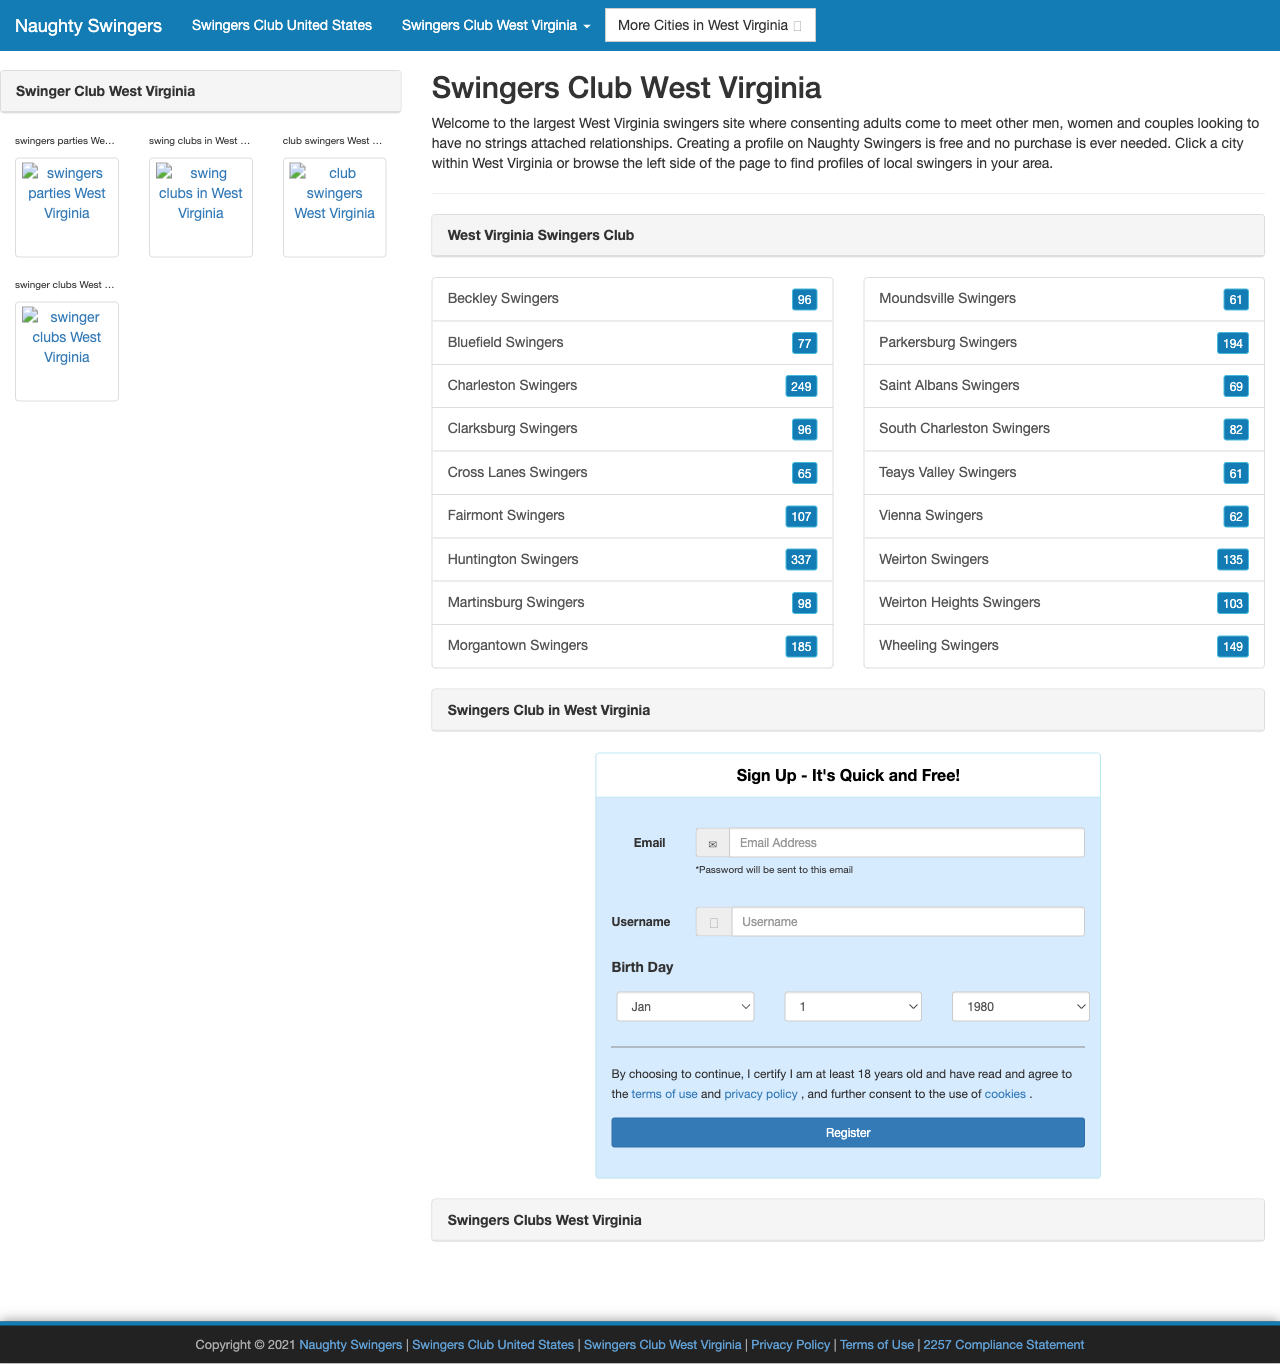 Naughty Swingers
Swingers Club United States
Swingers Club West Virginia
More Cities in West Virginia
Swinger Club West Virginia
swingers parties We...
swing clubs in West ...
club swingers West ...
swingers
parties West
Virginia
swing
clubs in West
Virginia
club
swingers
West Virginia
swinger clubs West ...
swinger
clubs West
Virginia
Swingers Club West Virginia
Welcome to the largest West Virginia swingers site where consenting adults come to meet other men, women and couples looking to
have no strings attached relationships. Creating a profile on Naughty Swingers is free and no purchase is ever needed. Click a city
within West Virginia or browse the left side of the page to find profiles of local swingers in your area.
West Virginia Swingers Club
Beckley Swingers 96
Bluefield Swingers 77
Charleston Swingers 249
Clarksburg Swingers 96
Cross Lanes Swingers 65
Fairmont Swingers 107
Huntington Swingers 337
Martinsburg Swingers 98
Morgantown Swingers 185
Moundsville Swingers 61
Parkersburg Swingers 194
Saint Albans Swingers 69
South Charleston Swingers 82
Teays Valley Swingers 61
Vienna Swingers 62
Weirton Swingers 135
Weirton Heights Swingers 103
Wheeling Swingers 149
Swingers Club in West Virginia
Sign Up - It's Quick and Free!
Email
Email Address
*Password will be sent to this email
Username
Username
Birth Day
Jan
1
1980
By choosing to continue, I certify I am at least 18 years old and have read and agree to
the terms of use and privacy policy , and further consent to the use of cookies .
Register
Swingers Clubs West Virginia
Copyright © 2021 Naughty Swingers | Swingers Club United States | Swingers Club West Virginia | Privacy Policy | Terms of Use | 2257 Compliance Statement